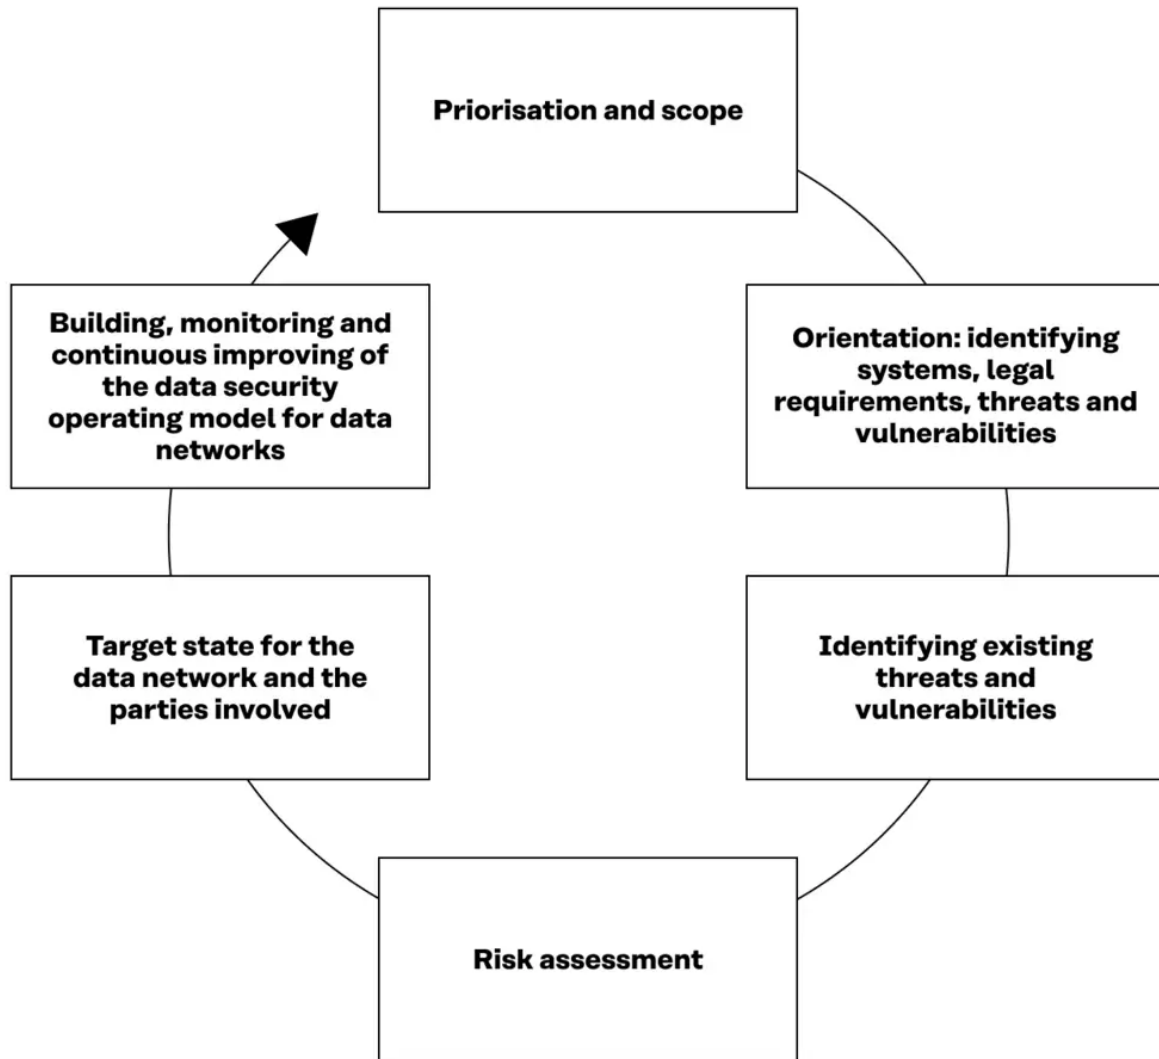 Priorisation and scope
Orientation: identifying
systems, legal
requirements, threats and
vulnerabilities
Identifying existing
threats and
vulnerabilities
Risk assessment
Target state for the
data network and the
parties involved
Building, monitoring and
continuous improving of
the data security
operating model for data
networks